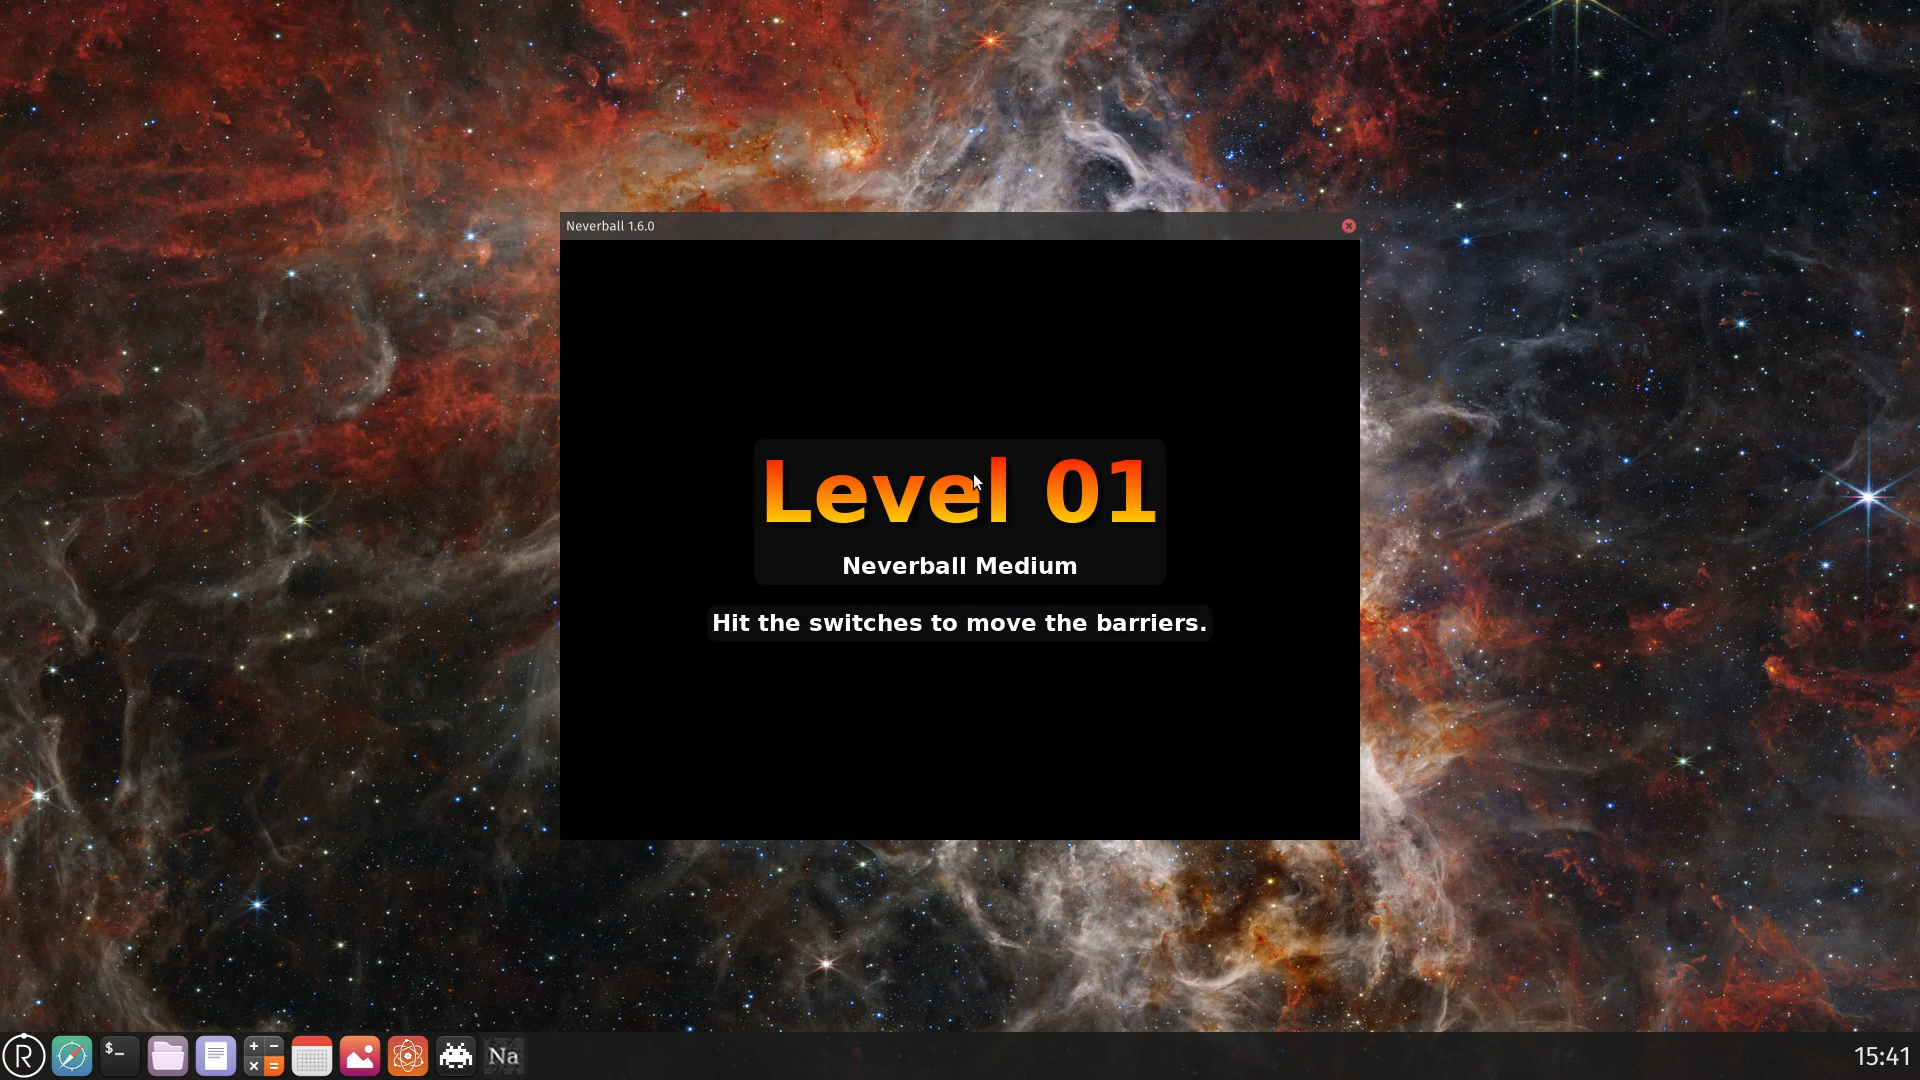 Neverball 1.6.0
Level 01
Neverball Medium
Hit the switches to move the barriers.
R
$_
+ −
× =
Na
15:41